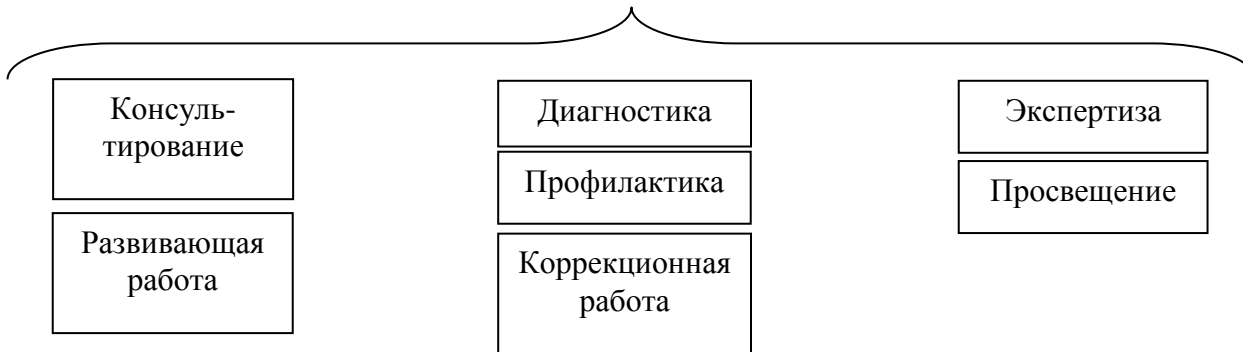 Консуль-
тирование
Развивающая
работа
Диагностика
Профилактика
Коррекционная
работа
Экспертиза
Просвещение